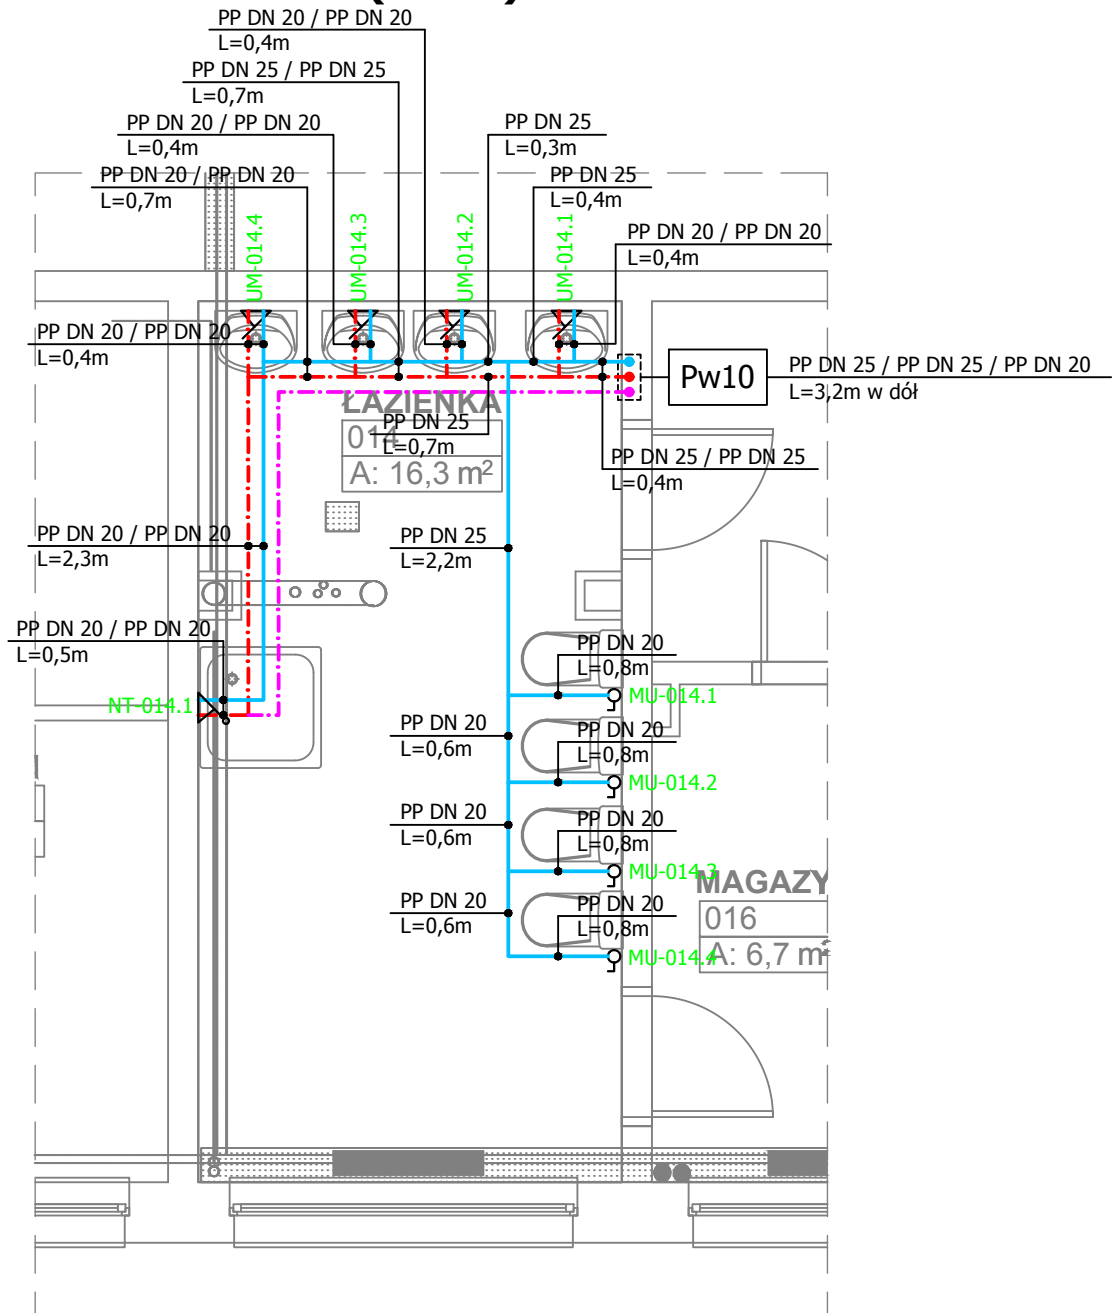 PP DN 20 / PP DN 20
L=0,4m
PP DN 25 / PP DN 25
L=0,7m
PP DN 20 / PP DN 20
L=0,4m
PP DN 25
L=0,3m
PP DN 20 / PP DN 20
L=0,7m
PP DN 25
L=0,4m
UM-014.4
UM-014.3
UM-014.2
UM-014.1
PP DN 20 / PP DN 20
L=0,4m
PP DN 20 / PP DN 20
L=0,4m
Pw10
PP DN 25 / PP DN 25 / PP DN 20
L=3,2m w dół
ŁAZIENKA
014
A: 16,3 m²
PP DN 25
L=0,7m
PP DN 25 / PP DN 25
L=0,4m
PP DN 20 / PP DN 20
L=2,3m
PP DN 25
L=2,2m
PP DN 20 / PP DN 20
L=0,5m
NT-014.1
PP DN 20
L=0,8m
MU-014.1
PP DN 20
L=0,6m
PP DN 20
L=0,8m
MU-014.2
PP DN 20
L=0,6m
PP DN 20
L=0,8m
MU-014.3
MAGAZY
016
A: 6,7 m²
PP DN 20
L=0,6m
PP DN 20
L=0,8m
MU-014.4